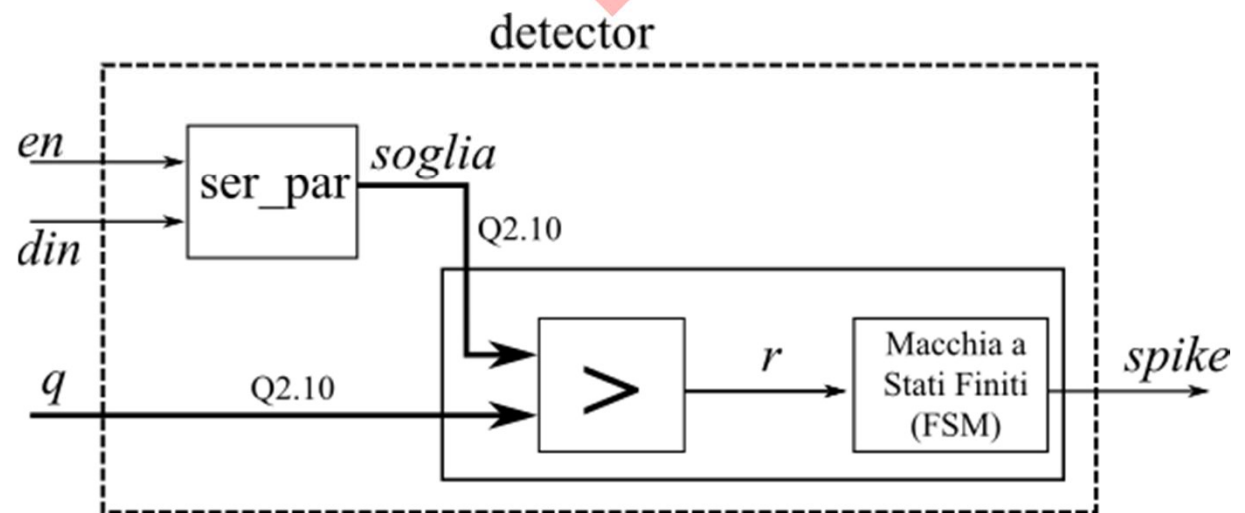 detector
en
soglia
ser_par
Q2.10
din
Macchia a
Stati Finiti
(FSM)
r
spike
q
Q2.10
>